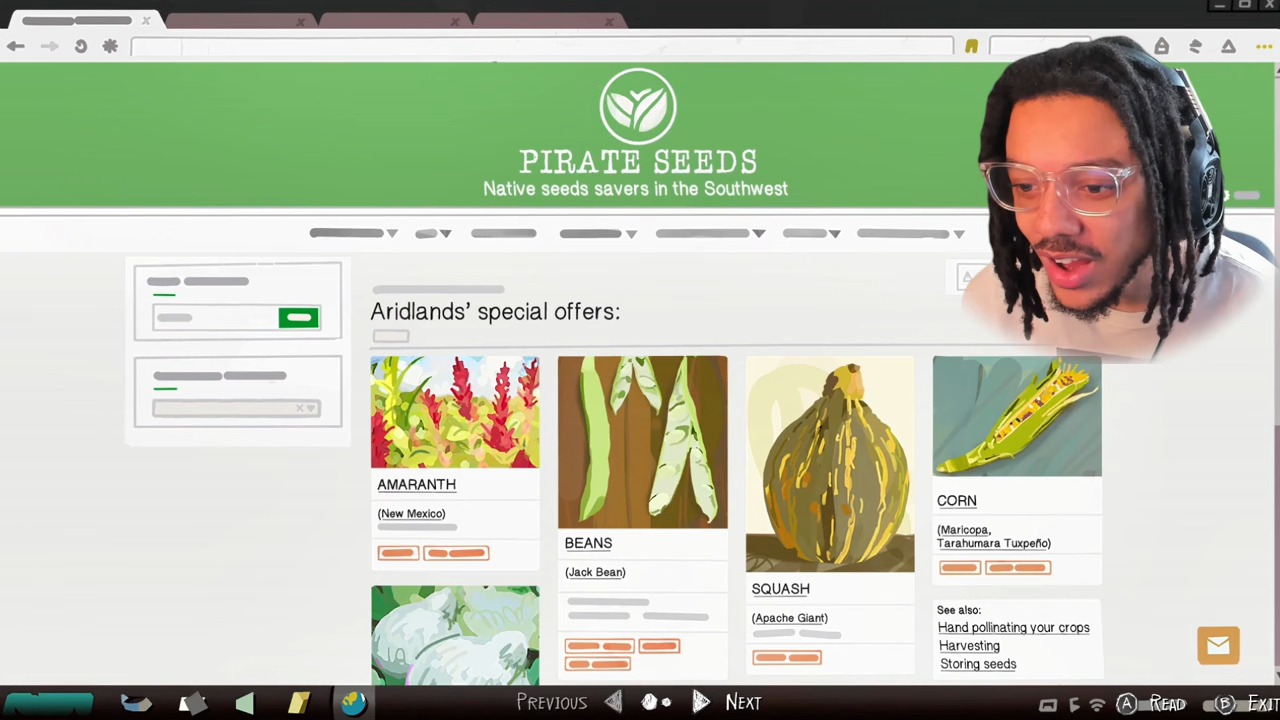 PIRATE SEEDS
Native seeds savers in the Southwest
Aridlands' special offers:
AMARANTH
(New Mexico)
BEANS
(Jack Bean)
SQUASH
(Apache Giant)
CORN
(Maricopa,
Tarahumara Tuxpeño)
See also:
Hand pollinating your crops
Harvesting
Storing seeds
PREVIOUS
NEXT
A READ
B EXIT